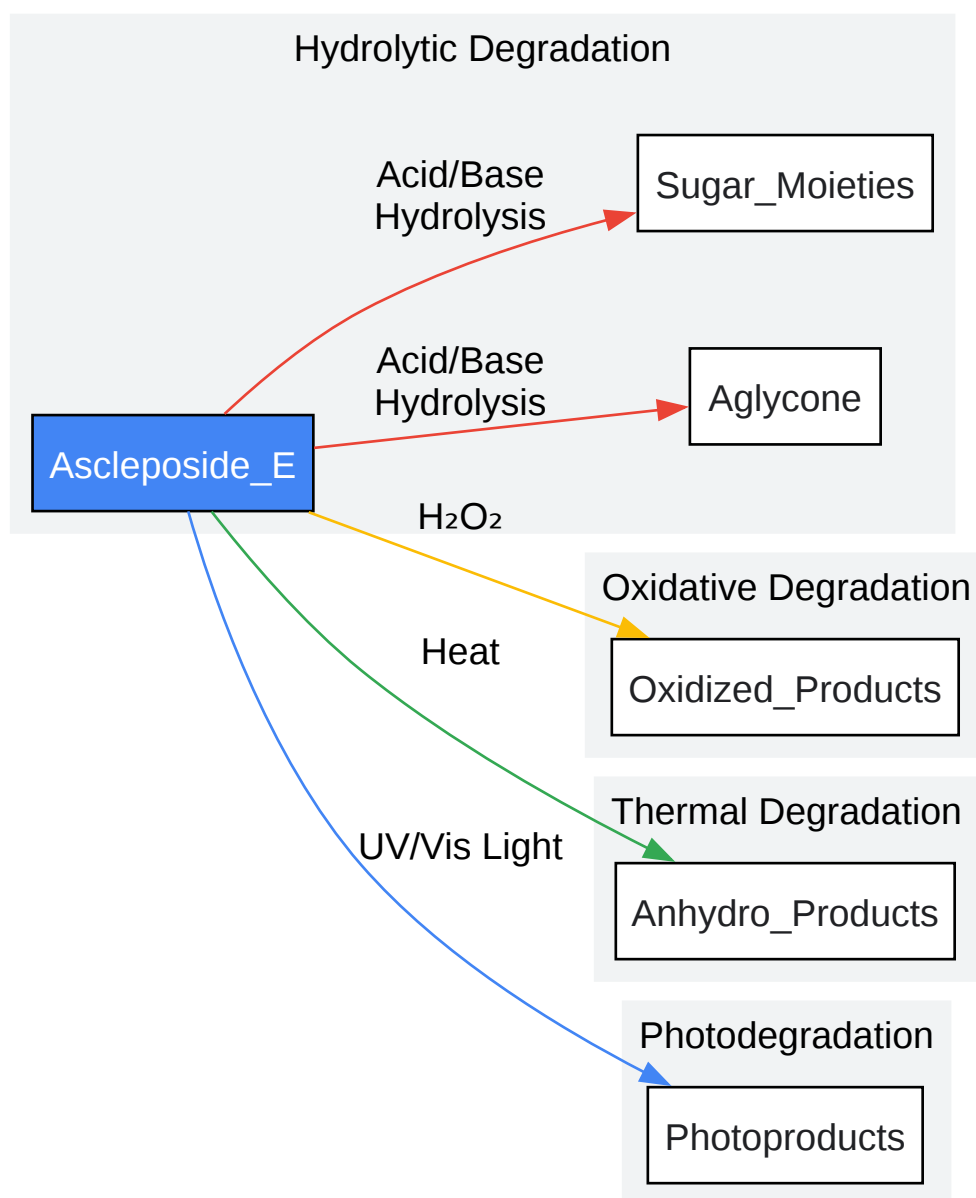 Hydrolytic Degradation
Acid/Base
Hydrolysis
Sugar_Moieties
Acid/Base
Hydrolysis
Aglycone
Ascleposide_E
H₂O₂
Oxidative Degradation
Oxidized_Products
Heat
Thermal Degradation
Anhydro_Products
UV/Vis Light
Photodegradation
Photoproducts